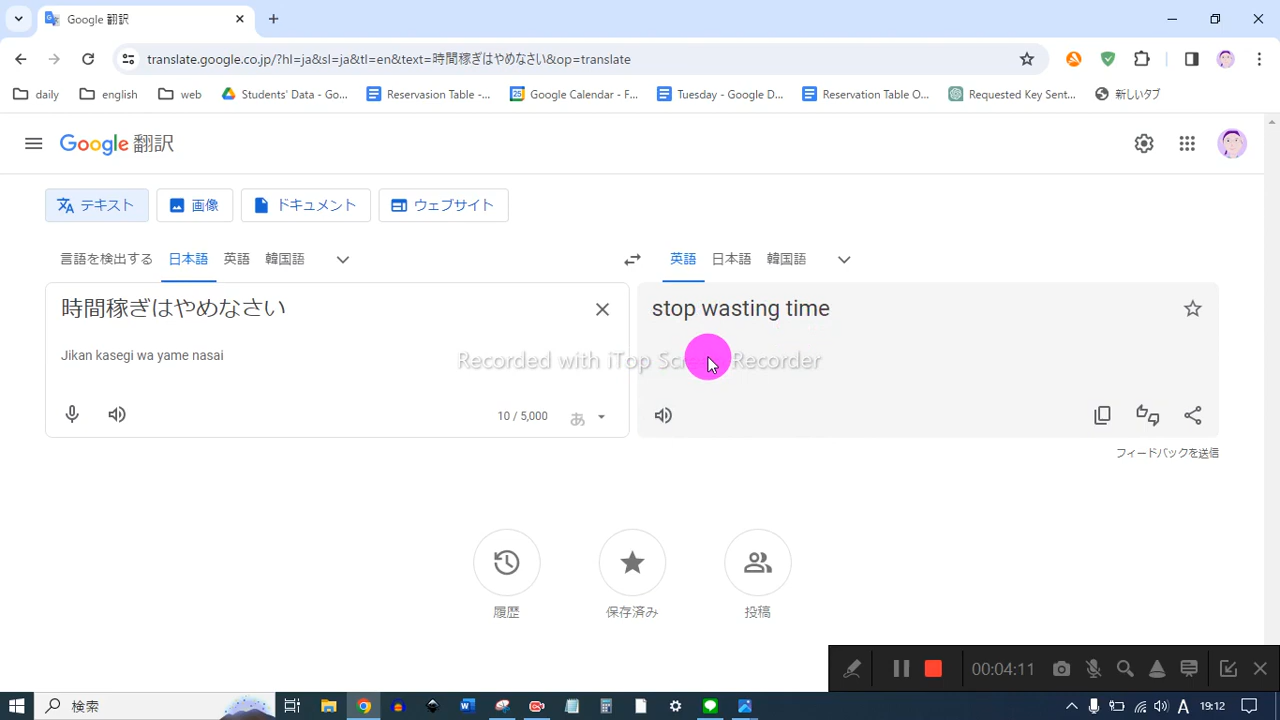 Google 翻訳
translate.google.co.jp/?hl=ja&sl=ja&tl=en&text=時間稼ぎはやめなさい&op=translate
daily english web Students' Data - Go... Reservasion Table -... Google Calendar - F... Tuesday - Google D... Reservation Table O... Requested Key Sent... 新しいタブ
Google 翻訳
テキスト 画像 ドキュメント ウェブサイト
言語を検出する 日本語 英語 韓国語 英語 日本語 韓国語
時間稼ぎはやめなさい
stop wasting time
Jikan kasegi wa yame nasai
Recorded with iTop Sc Recorder
10 / 5,000 あ
フィードバックを送信
履歴 保存済み 投稿
00:04:11
検索 A 19:12